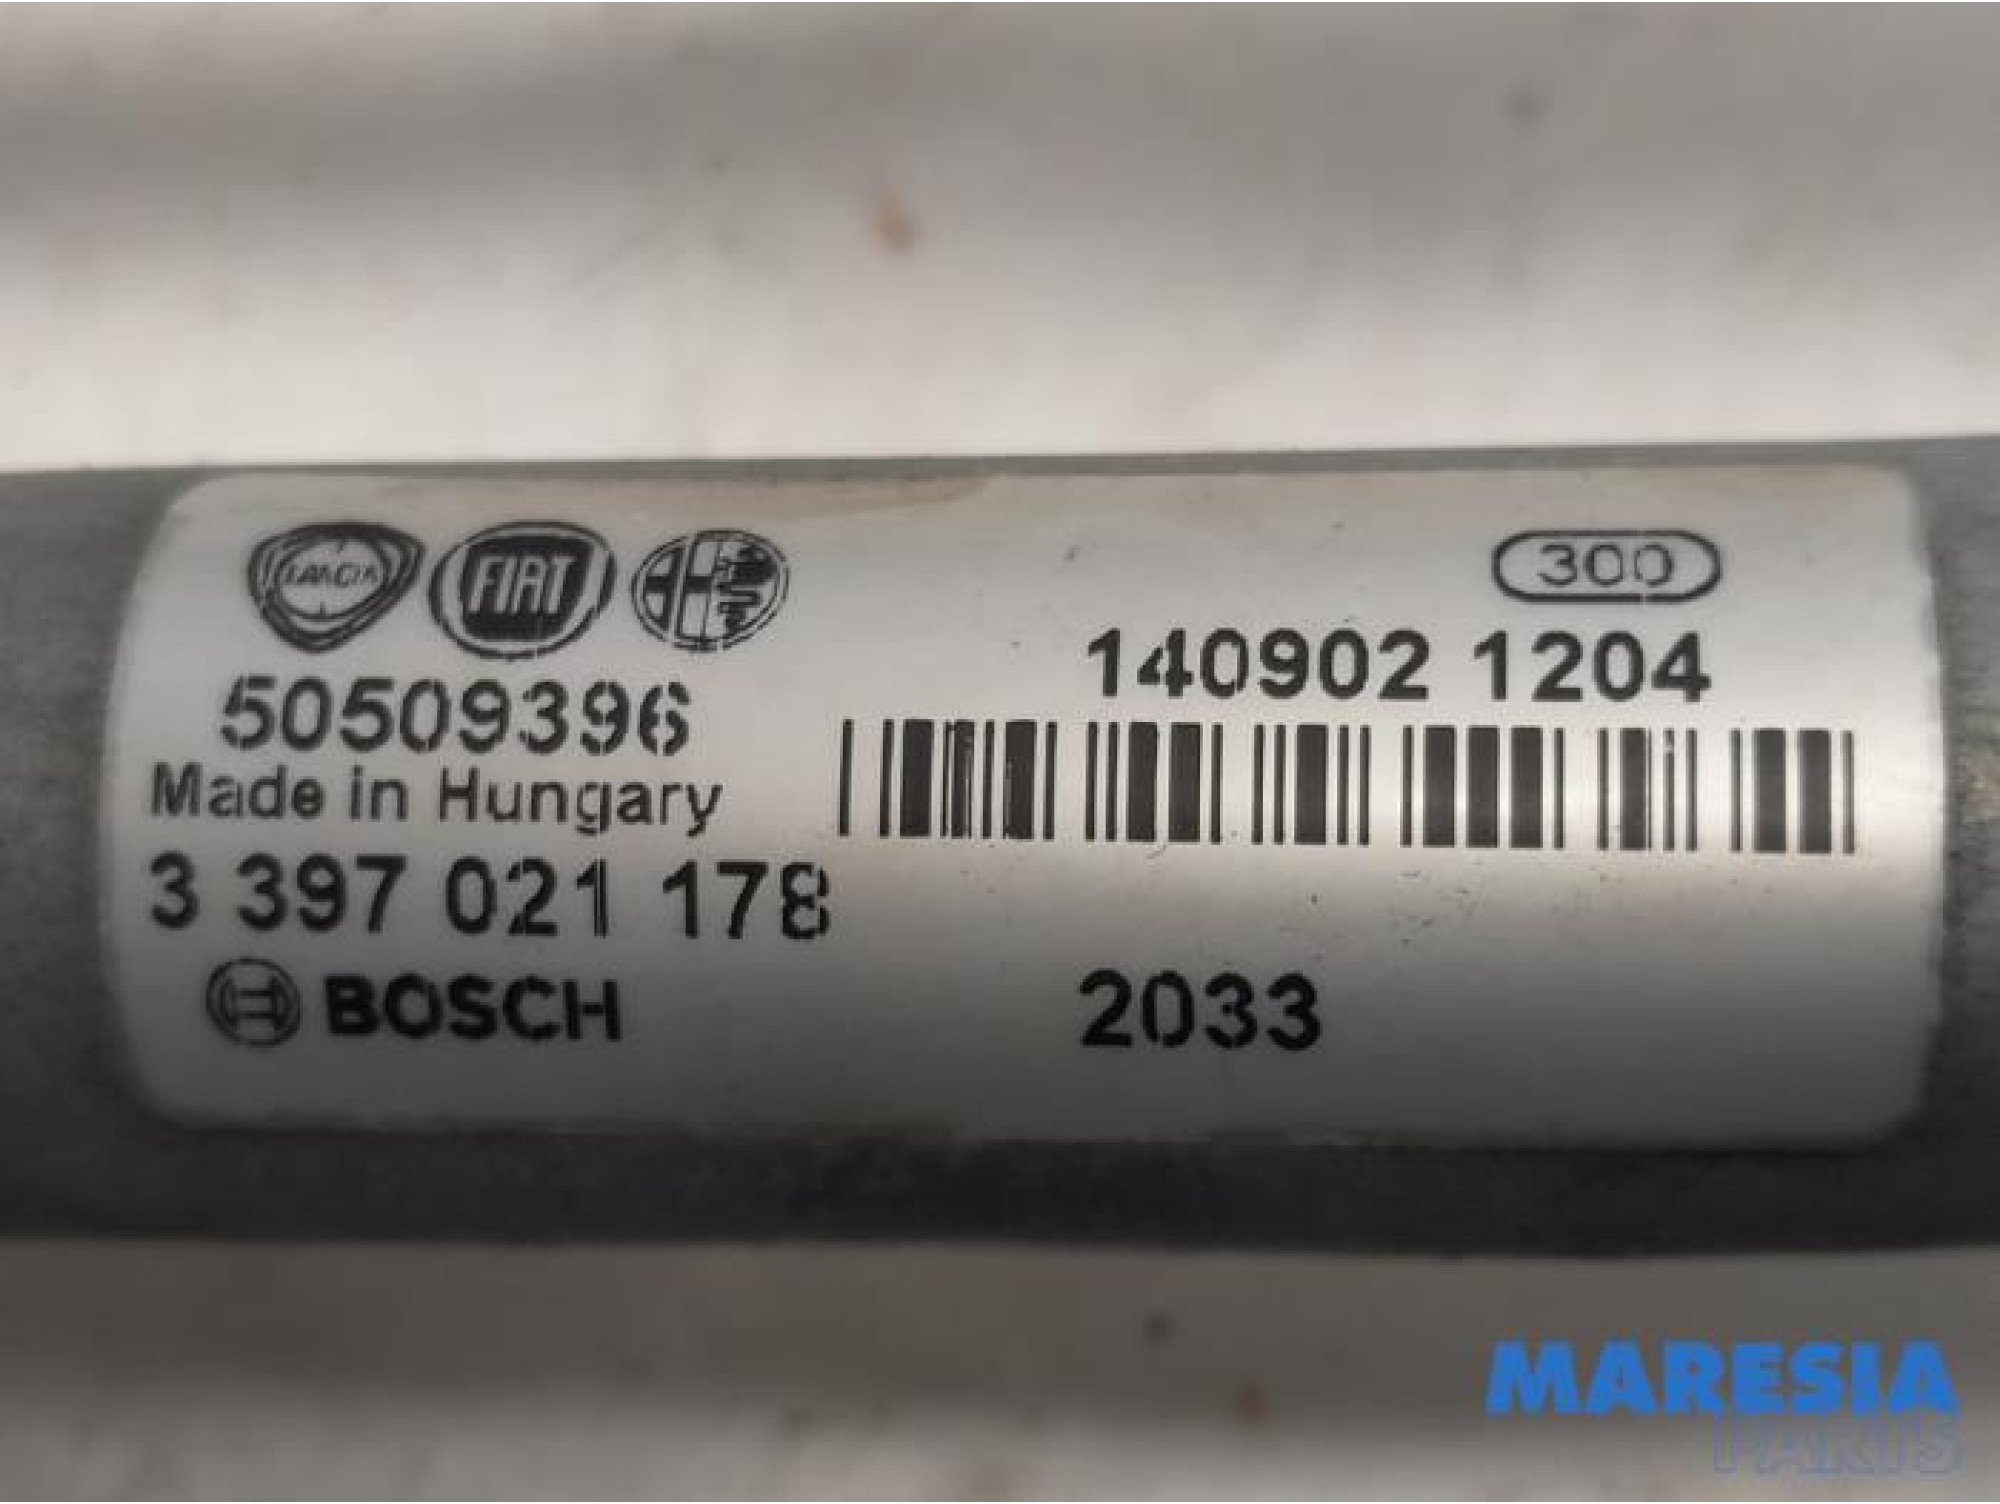 LANCIA FIAT
50509396
Made in Hungary
3 397 021 178
BOSCH
300
140902 1204
2033
MARESIA
PARTS